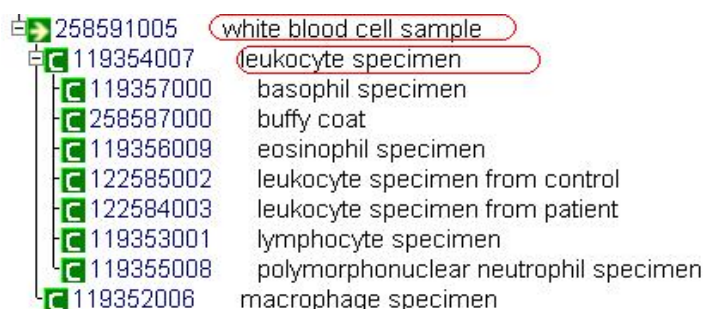 258591005 white blood cell sample
119354007 leukocyte specimen
119357000 basophil specimen
258587000 buffy coat
119356009 eosinophil specimen
122585002 leukocyte specimen from control
122584003 leukocyte specimen from patient
119353001 lymphocyte specimen
119355008 polymorphonuclear neutrophil specimen
119352006 macrophage specimen